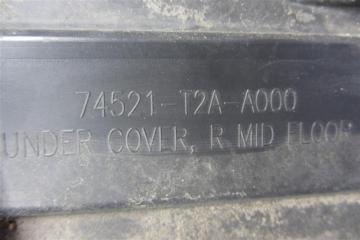 74521-T2A-A000
UNDER COVER, R MID FLOOR